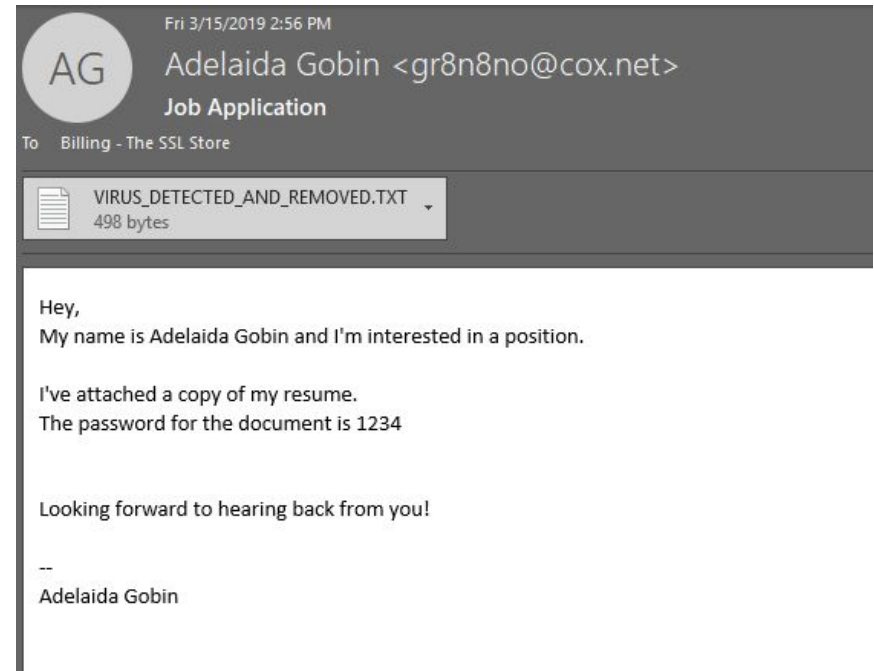 Fri 3/15/2019 2:56 PM
AG
Adelaida Gobin <gr8n8no@cox.net>
Job Application
To Billing - The SSL Store
VIRUS_DETECTED_AND_REMOVED.TXT
498 bytes
Hey,
My name is Adelaida Gobin and I'm interested in a position.
I've attached a copy of my resume.
The password for the document is 1234
Looking forward to hearing back from you!
--
Adelaida Gobin